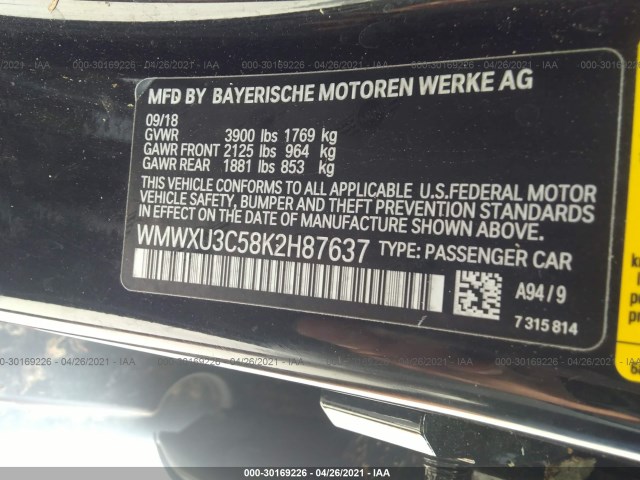 000-30169226 - 04/26/2021 - IAA
MFD BY BAYERISCHE MOTOREN WERKE AG
09/18
GVWR 3900 lbs 1769 kg
GAWR FRONT 2125 lbs 964 kg
GAWR REAR 1881 lbs 853 kg
THIS VEHICLE CONFORMS TO ALL APPLICABLE U.S.FEDERAL MOTOR
VEHICLE SAFETY, BUMPER AND THEFT PREVENTION STANDARDS
IN EFFECT ON THE DATE OF MANUFACTURE SHOWN ABOVE.
WMWXU3C58K2H87637 TYPE: PASSENGER CAR
A94/9
7 315 814
000-30169226 - 04/26/2021 - IAA
000-30169226 - 04/26/2021 - IAA